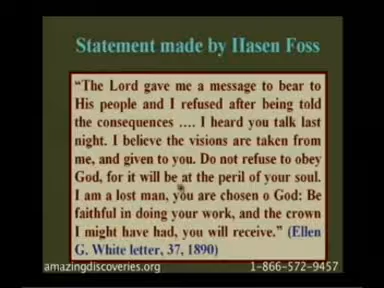 Statement made by Hasen Foss
“The Lord gave me a message to bear to
His people and I refused after being told
the consequences .... I heard you talk last
night. I believe the visions are taken from
me, and given to you. Do not refuse to obey
God, for it will be at the peril of your soul.
I am a lost man, you are chosen o God: Be
faithful in doing your work, and the crown
I might have had, you will receive.” (Ellen
G. White letter, 37, 1890)
amazingdiscoveries.org 1-866-572-9457